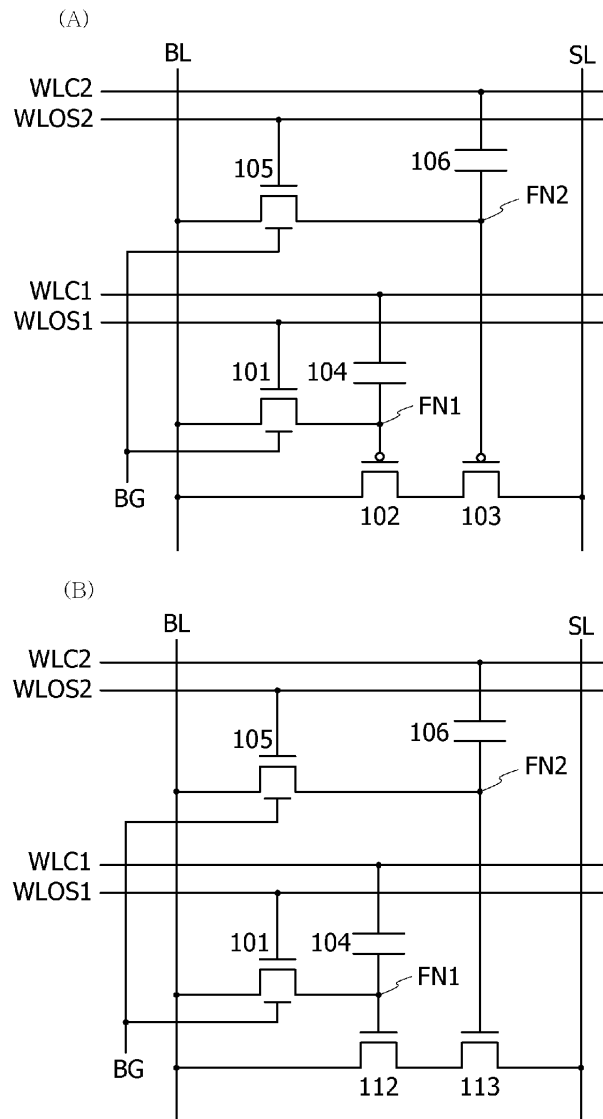 (A)
BL
SL
WLC2
WLOS2
105
106
FN2
WLC1
WLOS1
101
104
FN1
BG
102
103
(B)
BL
SL
WLC2
WLOS2
105
106
FN2
WLC1
WLOS1
101
104
FN1
BG
112
113